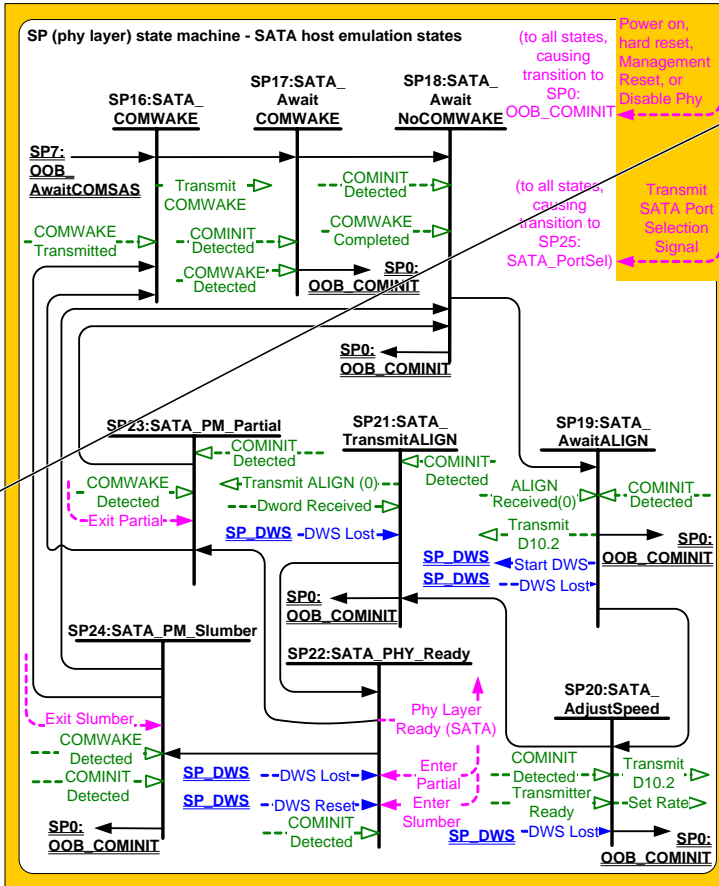 SP (phy layer) state machine - SATA host emulation states
(to all states,
causing
transition to
SP0:
OOB_COMINIT
Power on,
hard reset,
Management
Reset, or
Disable Phy
SP16:SATA_
COMWAKE
SP17:SATA_
Await
COMWAKE
SP18:SATA_
Await
NoCOMWAKE
SP7:
OOB_
AwaitCOMSAS
Transmit
COMWAKE
COMINIT
Detected
COMWAKE
Transmitted
COMINIT
Detected
COMWAKE
Completed
COMWAKE
Detected
SP0:
OOB_COMINIT
(to all states,
causing
transition to
SP25:
SATA_PortSel)
Transmit
SATA Port
Selection
Signal
SP0:
OOB_COMINIT
SP23:SATA_PM_Partial
COMINIT
Detected
COMWAKE
Detected
Exit Partial
SP21:SATA_
TransmitALIGN
COMINIT
Detected
Transmit ALIGN (0)
Dword Received
SP_DWS
DWS Lost
SP0:
OOB_COMINIT
SP19:SATA_
AwaitALIGN
ALIGN
Received(0)
COMINIT
Detected
Transmit
D10.2
SP0:
OOB_COMINIT
SP_DWS
Start DWS
SP_DWS
DWS Lost
SP24:SATA_PM_Slumber
Exit Slumber
COMWAKE
Detected
COMINIT
Detected
SP0:
OOB_COMINIT
SP22:SATA_PHY_Ready
Phy Layer
Ready (SATA)
Enter
Partial
SP_DWS
DWS Lost
Enter
Slumber
SP_DWS
DWS Reset
COMINIT
Detected
SP20:SATA_
AdjustSpeed
COMINIT
Detected
Transmit
D10.2
Transmitter
Ready
Set Rate
SP_DWS
DWS Lost
SP0:
OOB_COMINIT